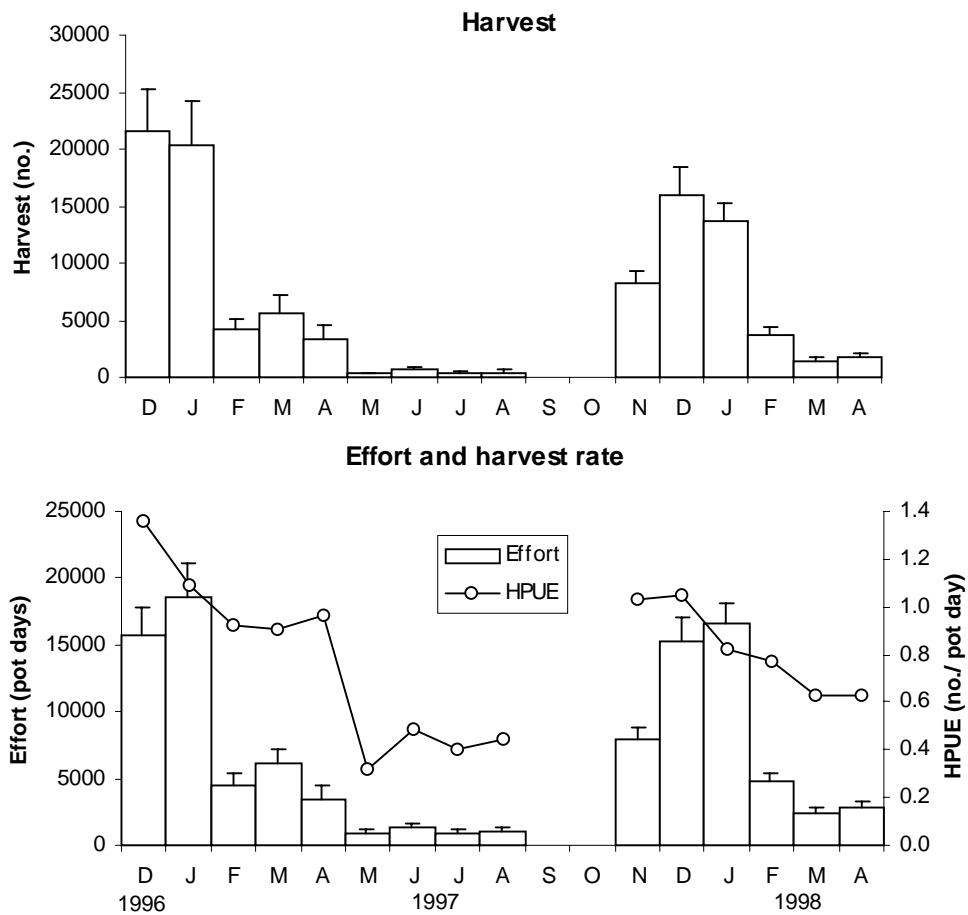 Harvest
30000
25000
20000
15000
10000
5000
0
Harvest (no.)
D J F M A M J J A S O N D J F M A
Effort and harvest rate
25000
20000
15000
10000
5000
0
Effort (pot days)
Effort
HPUE
1.4
1.2
1.0
0.8
0.6
0.4
0.2
0.0
HPUE (no./ pot day)
D J F M A M J J A S O N D J F M A
1996 1997 1998